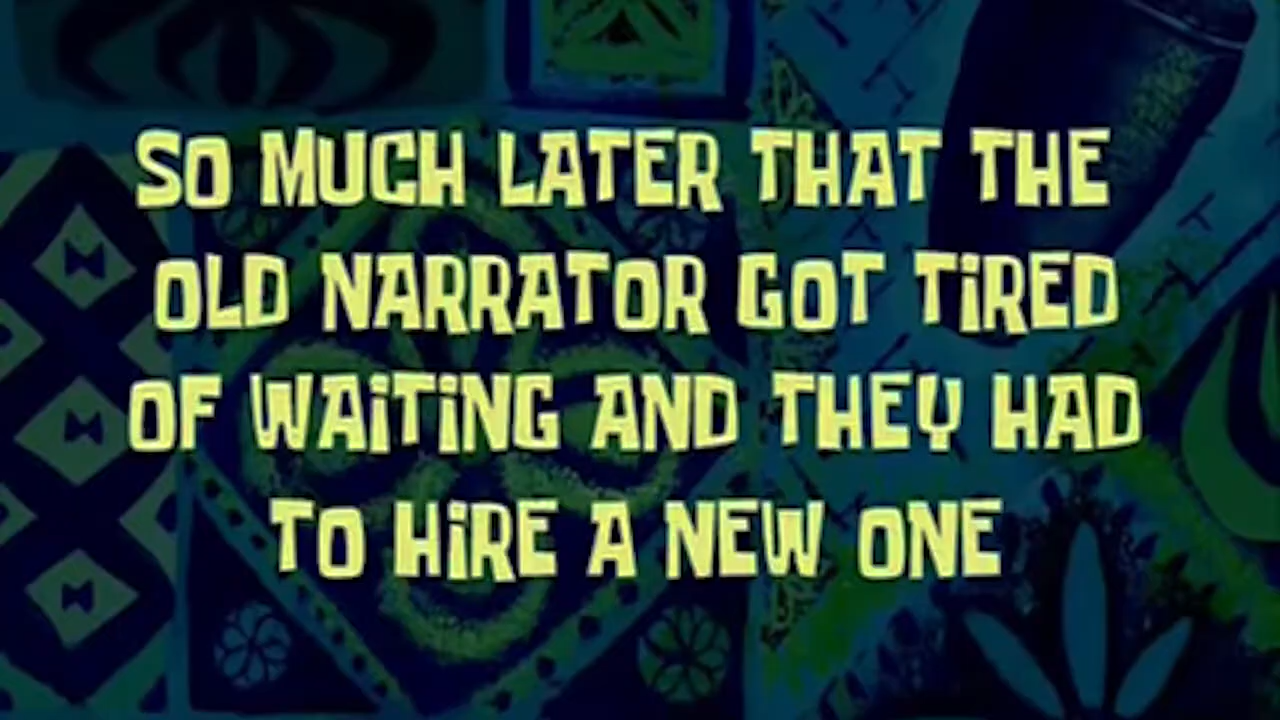 SO MUCH LATER THAT THE
OLD NARRATOR GOT TiRED
OF WAiTiNG AND THEY HAD
TO HiRE A NEW ONE